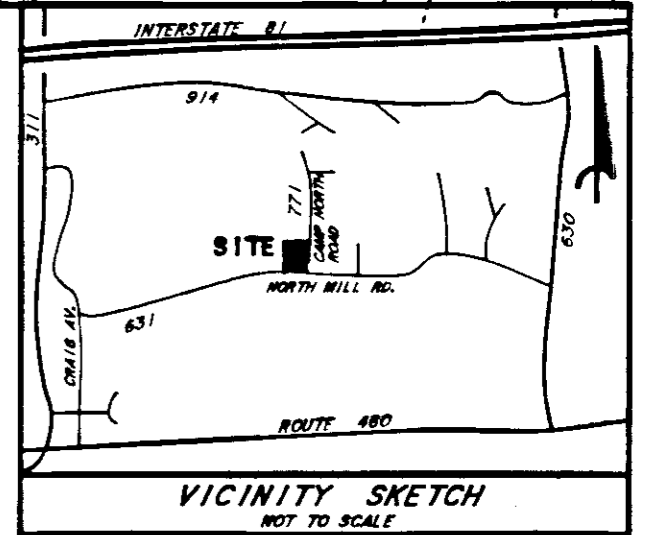 INTERSTATE 81
914
311
771
CAMP NORTH
ROAD
630
SITE
NORTH MILL RD.
631
CRAIG AV.
ROUTE 460
VICINITY SKETCH
NOT TO SCALE